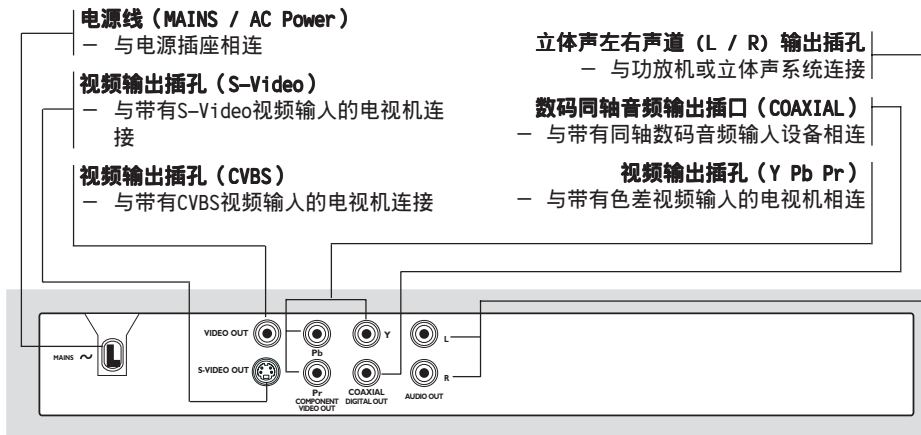 电源线（MAINS / AC Power）
－ 与电源插座相连
视频输出插孔（S-Video）
－ 与带有S-Video视频输人的电视机连
接
视频输出插孔（CVBS）
－ 与带有CVBS视频输人的电视机连接
立体声左右声道 (L / R) 输出插孔
－ 与功放机或立体声系统连接
数码同轴音频输出插口（COAXIAL）
－ 与带有同轴数码音频输人设备相连
视频输出插孔（Y Pb Pr）
－ 与带有色差视频输人的电视机相连
MAINS ～
VIDEO OUT
S-VIDEO OUT
Pb
Pr
COMPONENT
VIDEO OUT
Y
COAXIAL
DIGITAL OUT
L
R
AUDIO OUT